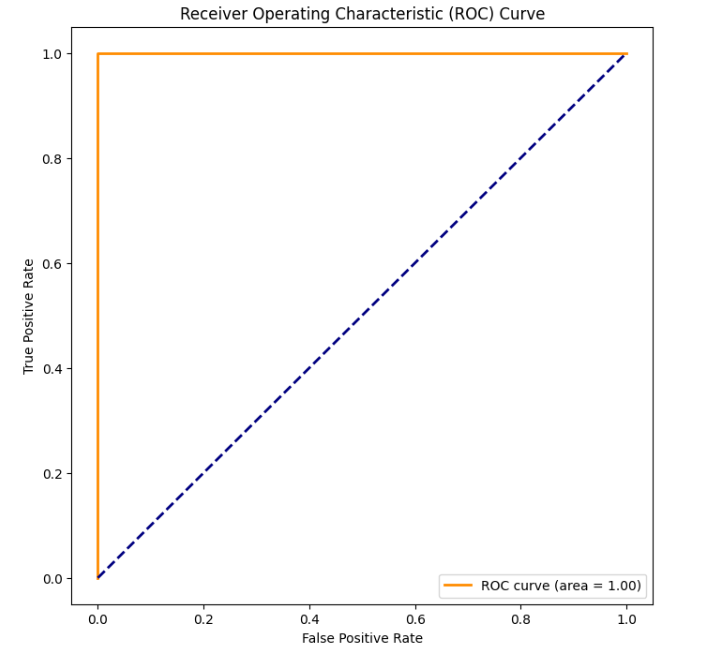 Receiver Operating Characteristic (ROC) Curve
1.0
0.8
0.6
0.4
0.2
0.0
True Positive Rate
ROC curve (area = 1.00)
0.0 0.2 0.4 0.6 0.8 1.0
False Positive Rate